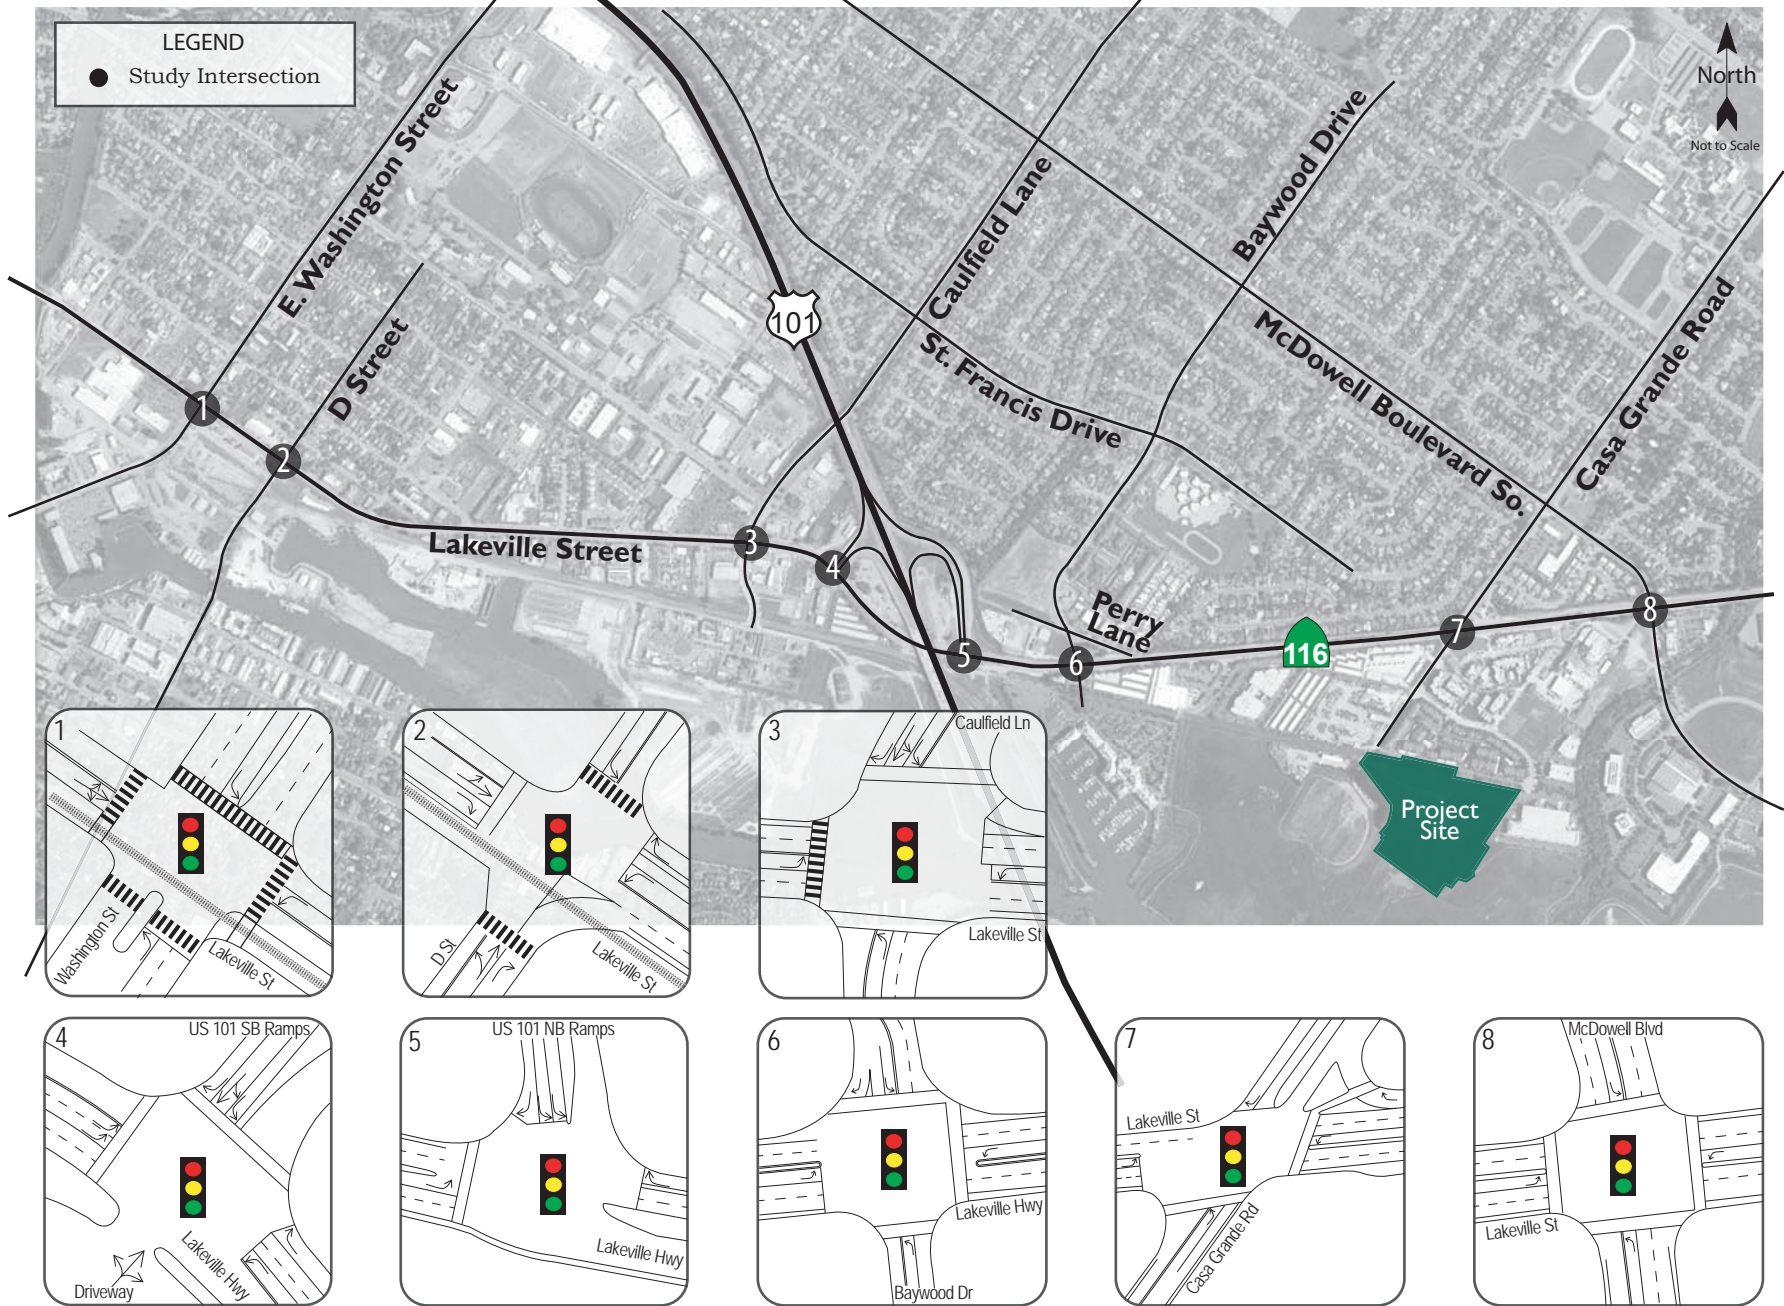 LEGEND
Study Intersection
North
Not to Scale
E. Washington Street
D Street
Lakeville Street
101
Caulfield Lane
St. Francis Drive
Baywood Drive
McDowell Boulevard So.
Casa Grande Road
Perry
Lane
116
1
2
3
4
5
6
7
8
Project
Site
1
Washington St
Lakeville St
2
D St
Lakeville St
3
Caulfield Ln
Lakeville St
4
US 101 SB Ramps
Lakeville Hwy
Driveway
5
US 101 NB Ramps
Lakeville Hwy
6
Lakeville Hwy
Baywood Dr
7
Lakeville St
Casa Grande Rd
8
McDowell Blvd
Lakeville St